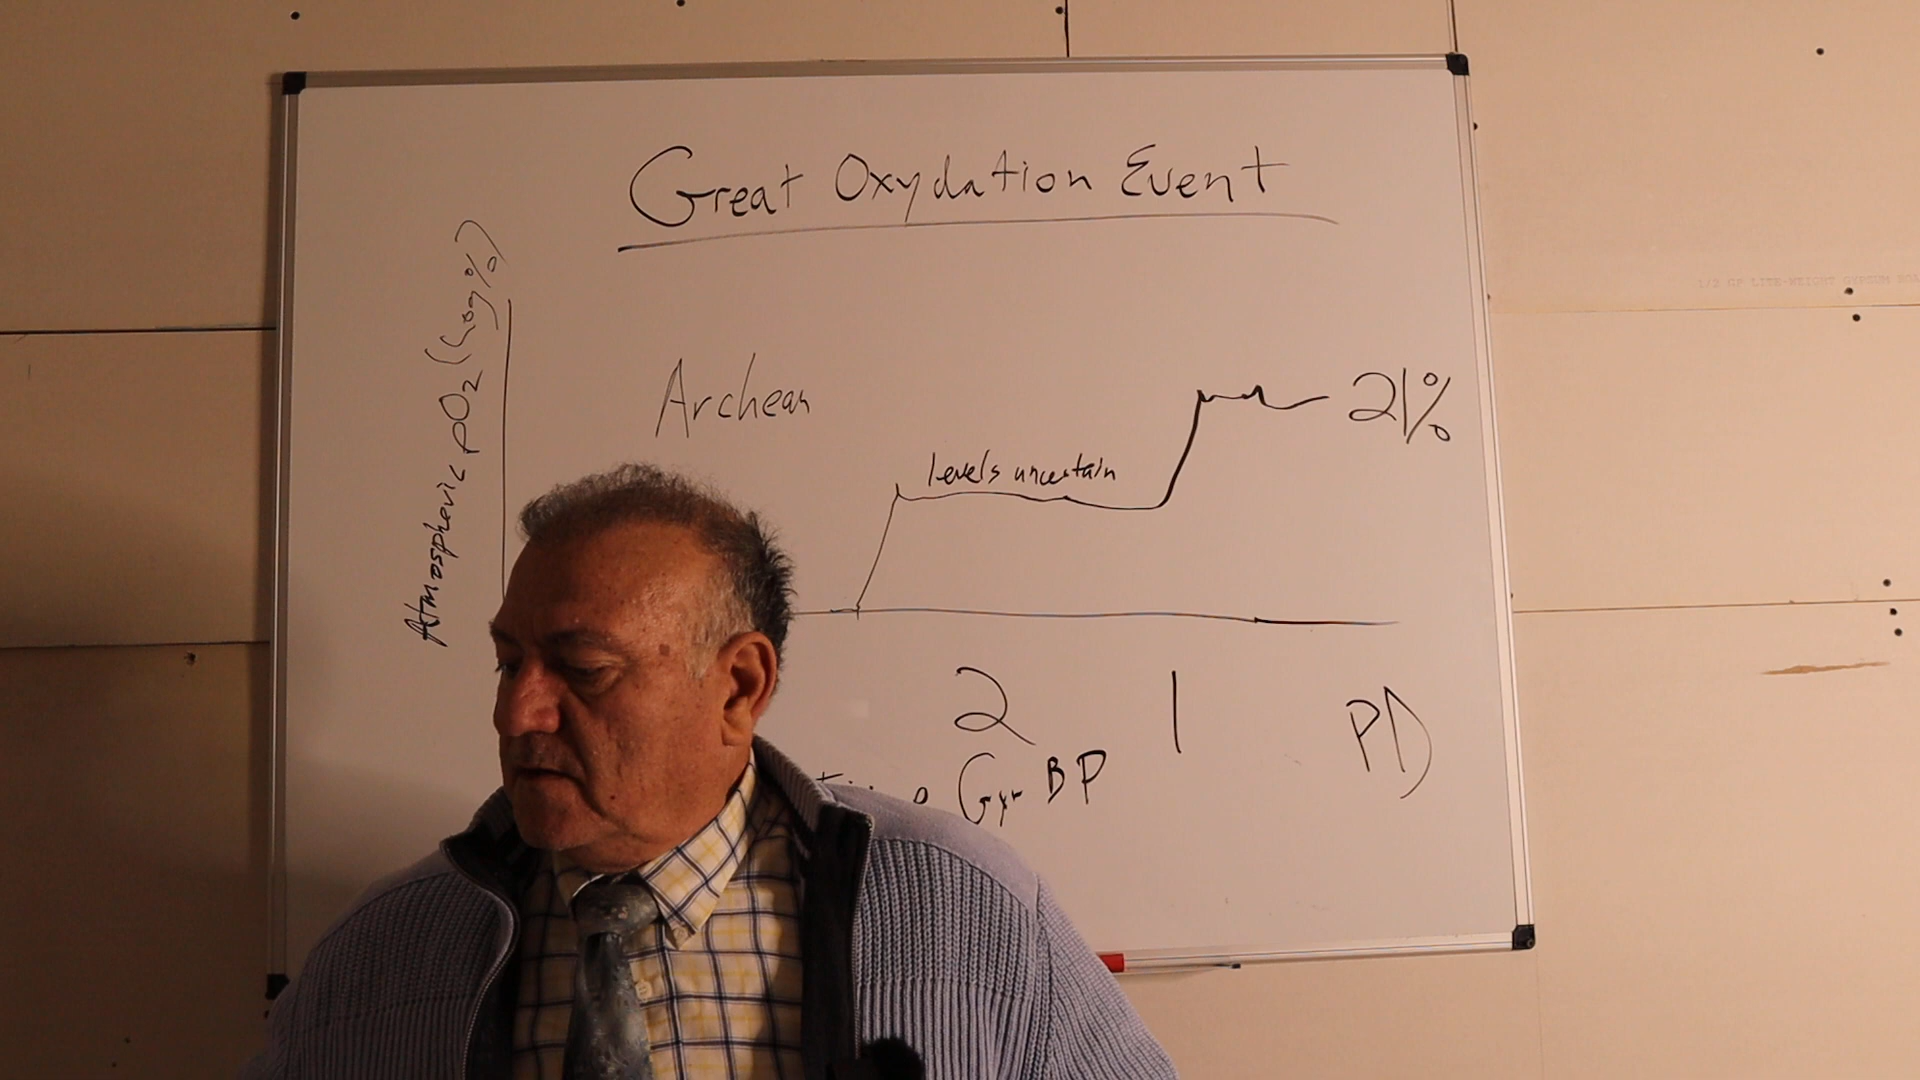 Great Oxydation Event
Atmospheric pO2 (Log%)
Archean
21%
levels uncertain
2 1 PD
Gyr BP